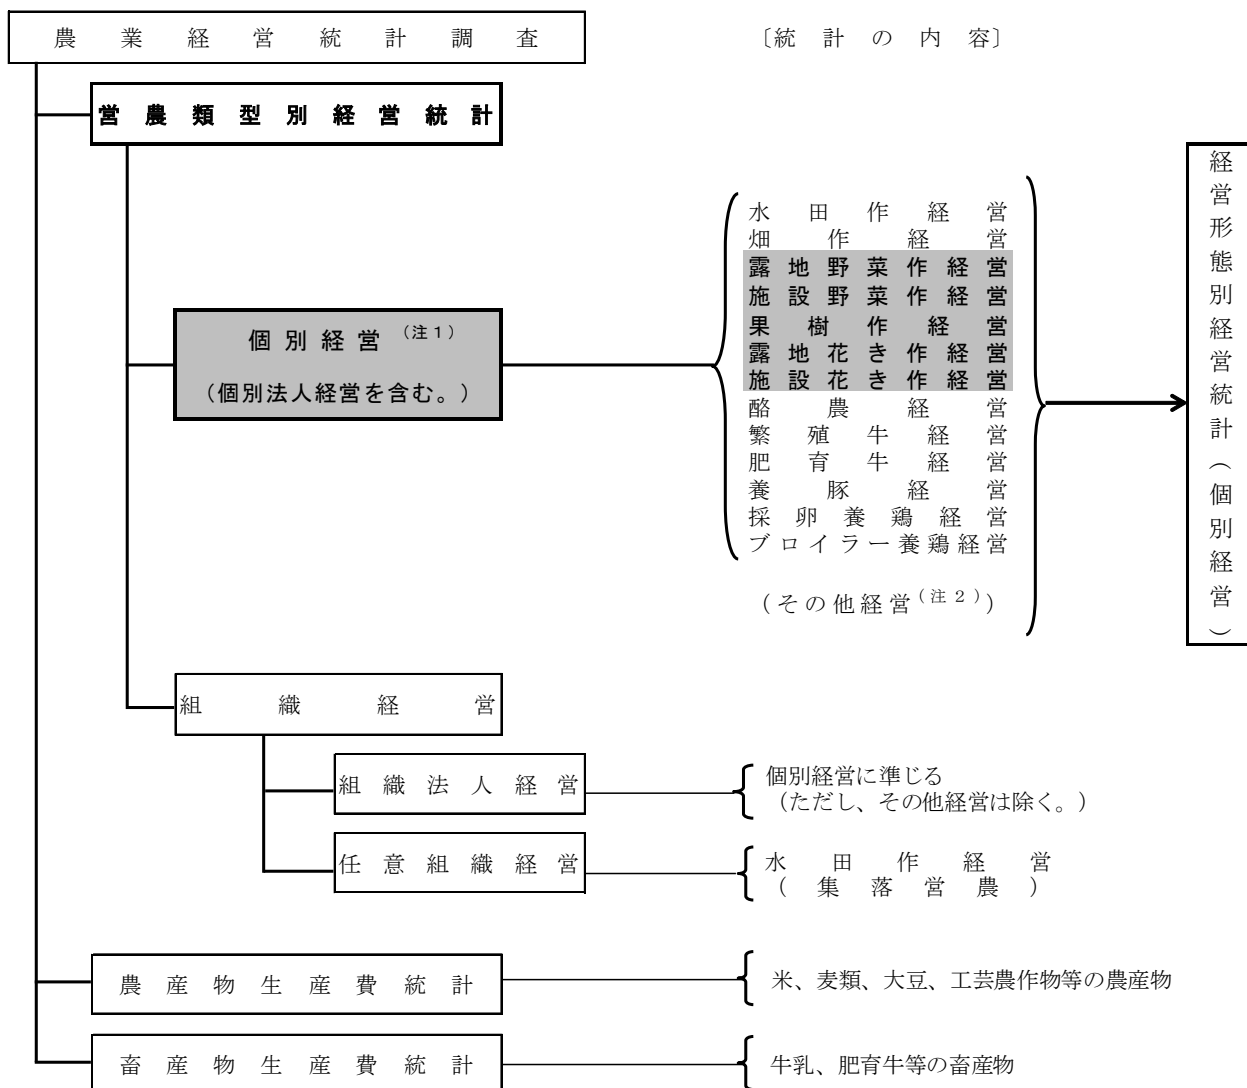 農業経営統計調査
〔統計の内容〕
営農類型別経営統計
個別経営（注１）
（個別法人経営を含む。）
水田作経営
畑作経営
露地野菜作経営
施設野菜作経営
果樹作経営
露地花き作経営
施設花き作経営
酪農経営
繁殖牛経営
肥育牛経営
養豚経営
採卵養鶏経営
ブロイラー養鶏経営
（その他経営（注２））
経営形態別経営統計（個別経営）
組織経営
組織法人経営
個別経営に準じる
（ただし、その他経営は除く。）
任意組織経営
水田作経営
（集落営農）
農産物生産費統計
米、麦類、大豆、工芸農作物等の農産物
畜産物生産費統計
牛乳、肥育牛等の畜産物